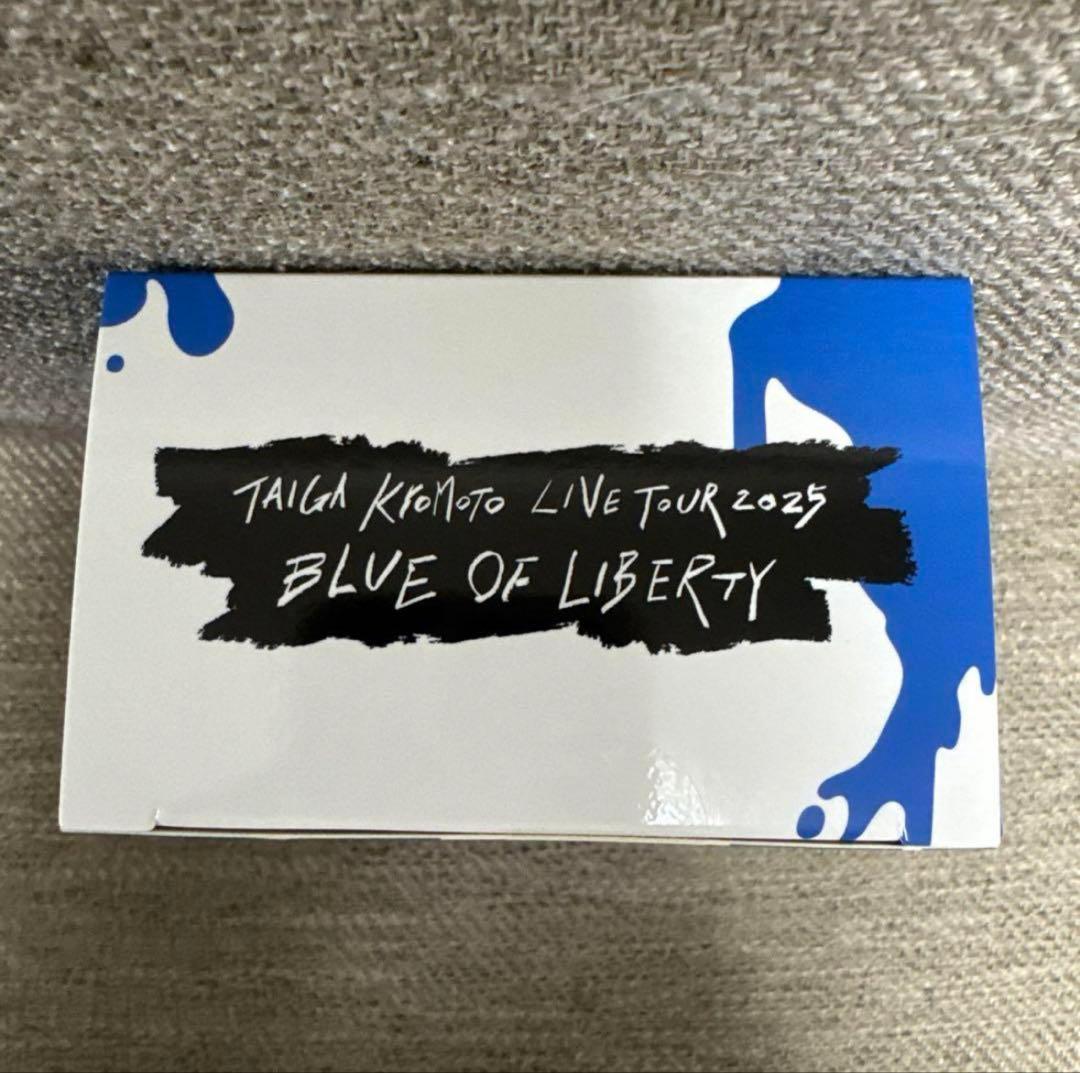 TAIGA KYOMOTO LIVE TOUR 2025
BLUE OF LIBERTY